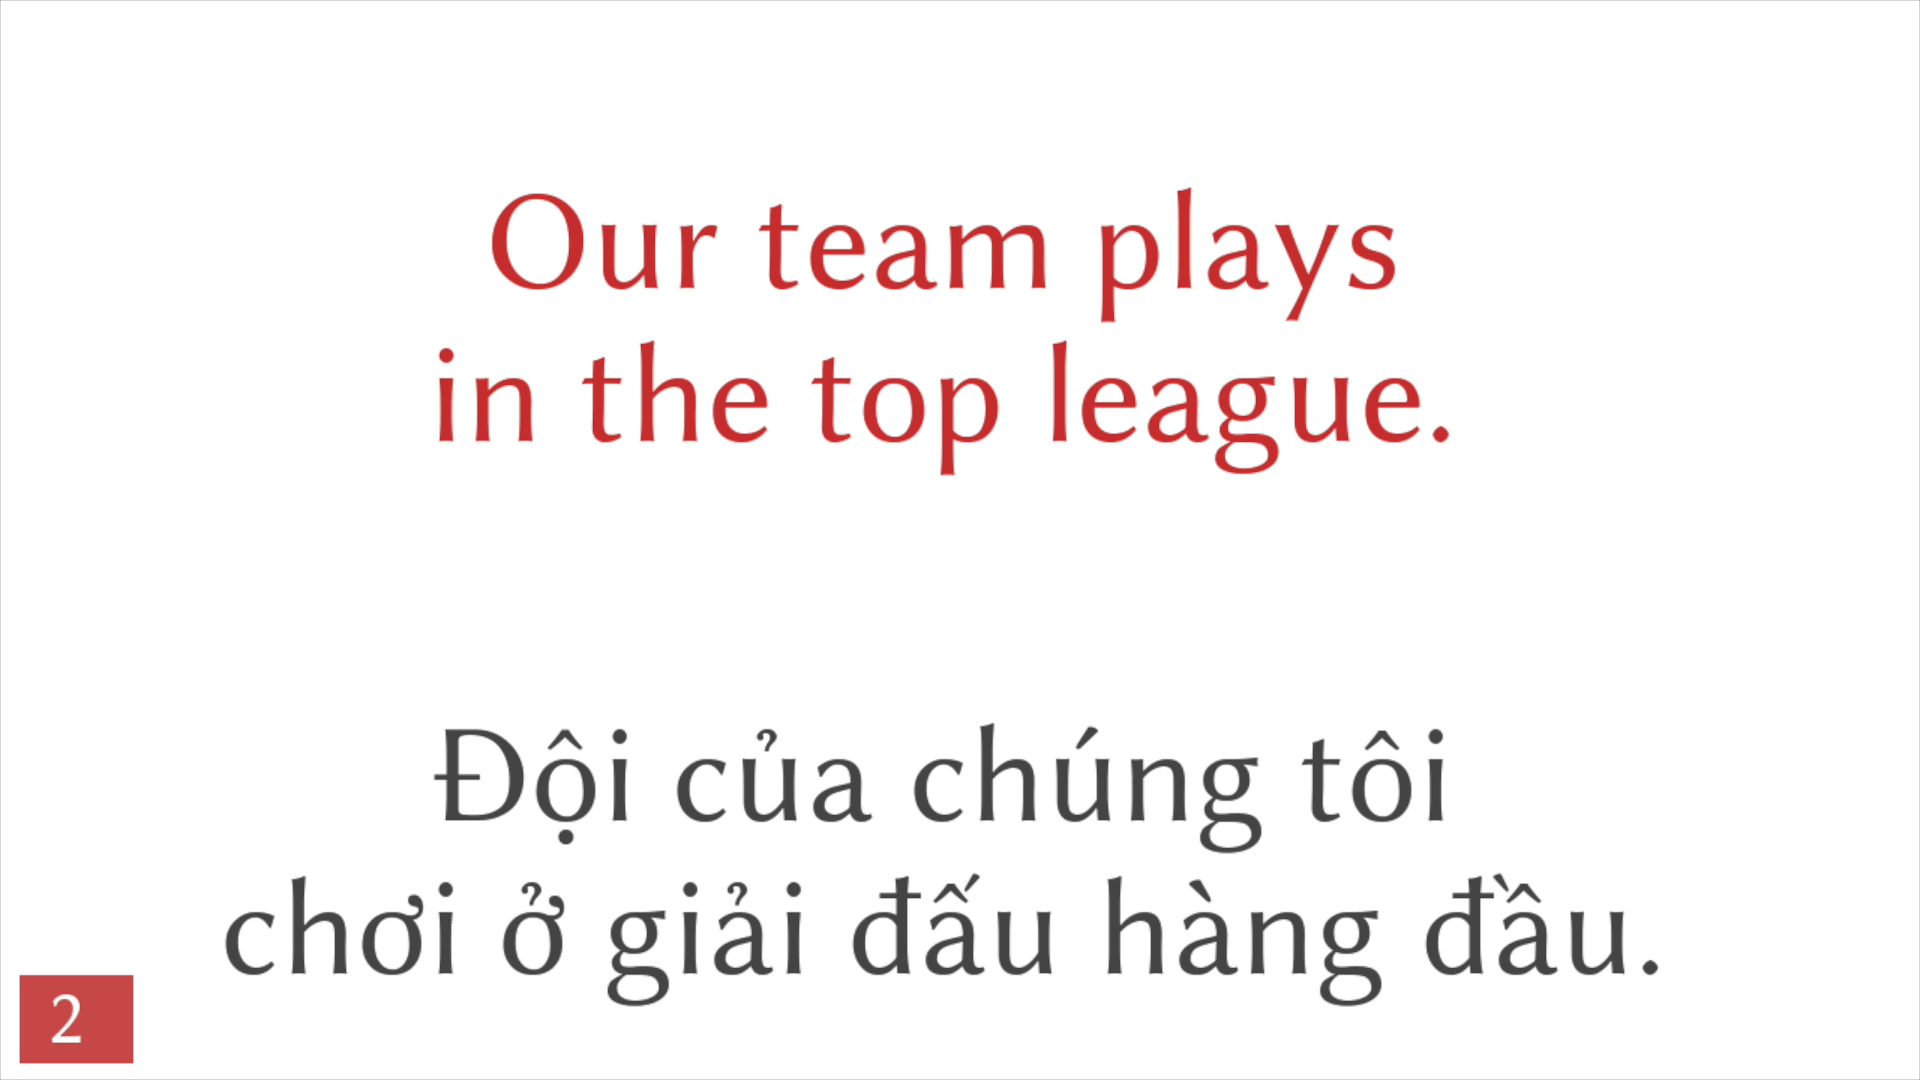 Our team plays
in the top league.
Đội của chúng tôi
chơi ở giải đấu hàng đầu.
2